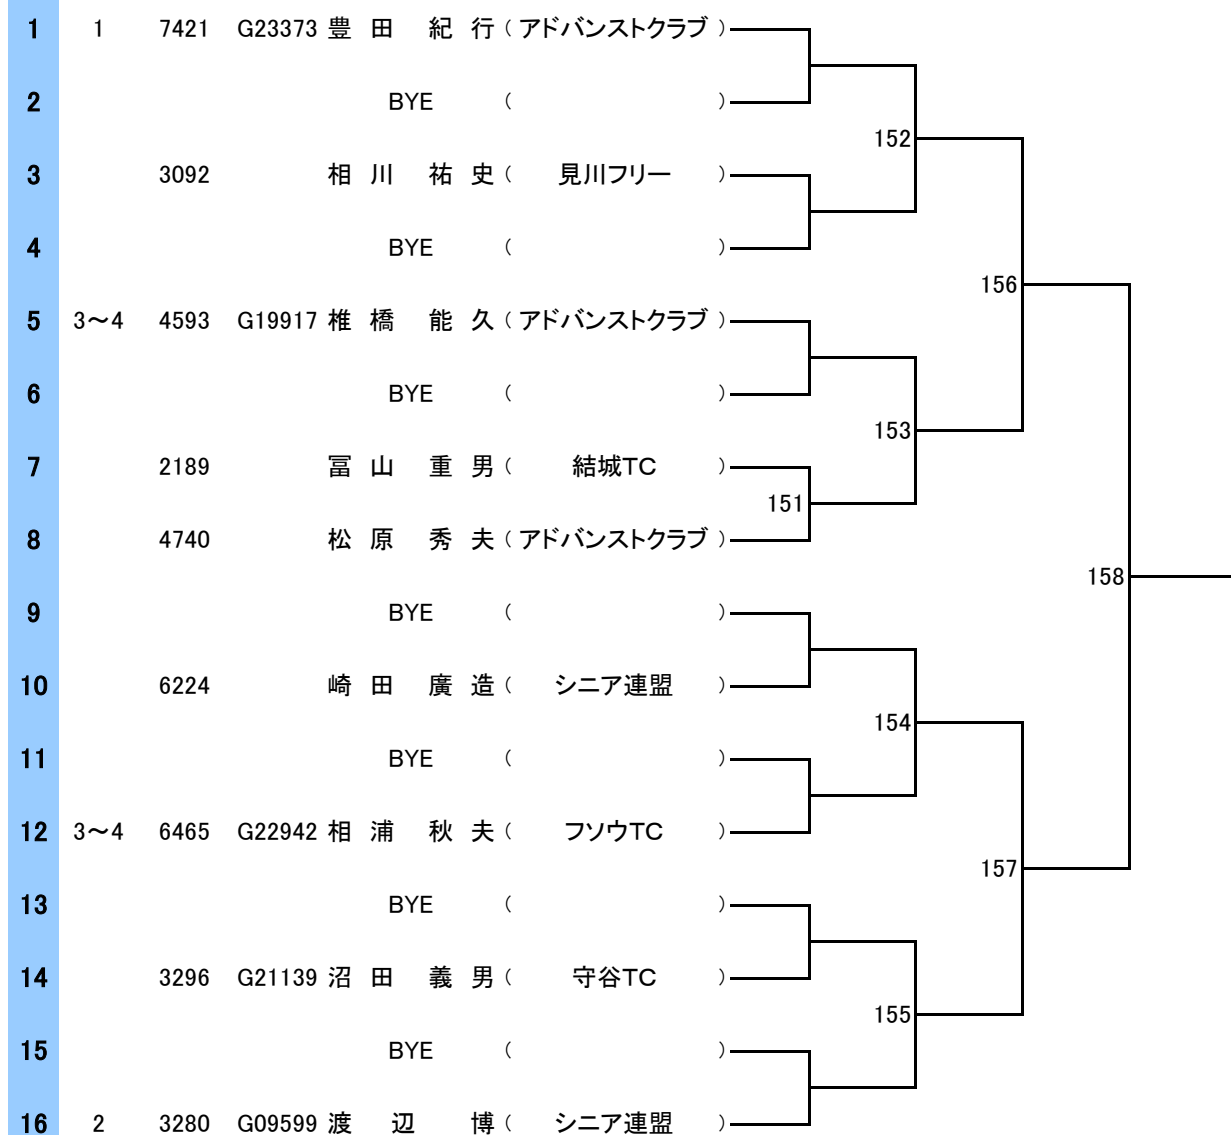 1 1 7421 G23373 豊 田 紀 行 ( アドバンストクラブ )
2 BYE ( )
152
3 3092 相 川 祐 史 ( 見川フリー )
4 BYE ( )
156
5 3～4 4593 G19917 椎 橋 能 久 ( アドバンストクラブ )
6 BYE ( )
153
7 2189 冨 山 重 男 ( 結城TC )
151
8 4740 松 原 秀 夫 ( アドバンストクラブ )
158
9 BYE ( )
10 6224 崎 田 廣 造 ( シニア連盟 )
154
11 BYE ( )
12 3～4 6465 G22942 相 浦 秋 夫 ( フソウTC )
157
13 BYE ( )
14 3296 G21139 沼 田 義 男 ( 守谷TC )
155
15 BYE ( )
16 2 3280 G09599 渡 辺 博 ( シニア連盟 )